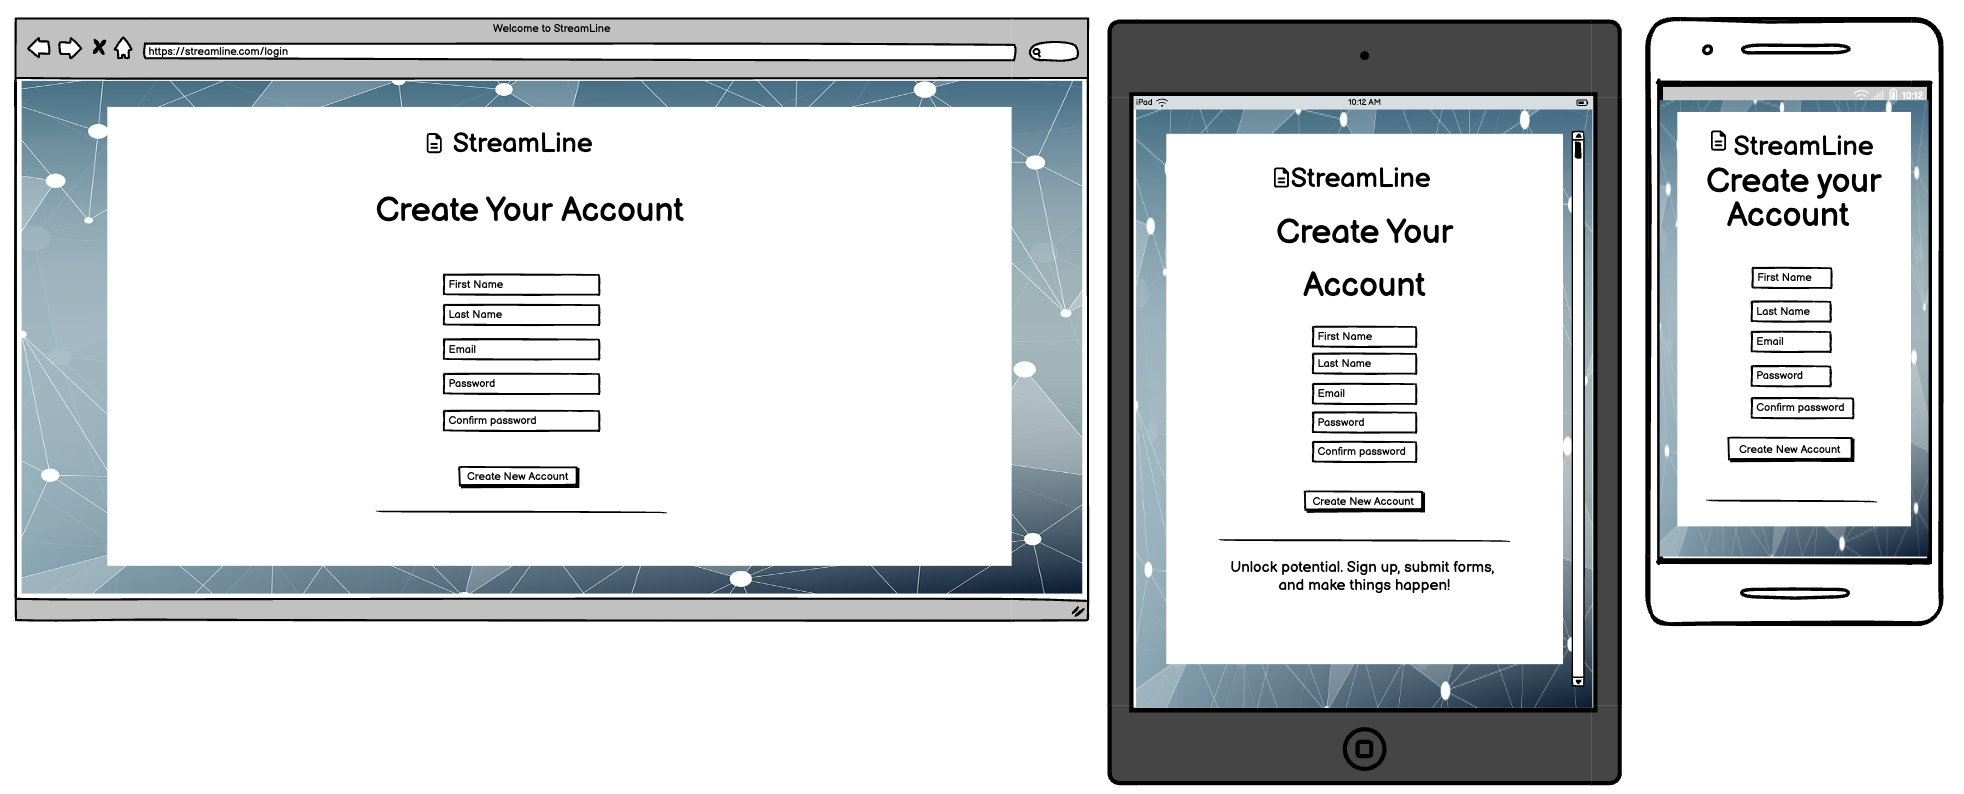 Welcome to StreamLine
https://streamline.com/login
StreamLine
Create Your Account
First Name
Last Name
Email
Password
Confirm password
Create New Account
iPad
10:12 AM
StreamLine
Create Your
Account
First Name
Last Name
Email
Password
Confirm password
Create New Account
Unlock potential. Sign up, submit forms,
and make things happen!
10:12
StreamLine
Create your
Account
First Name
Last Name
Email
Password
Confirm password
Create New Account